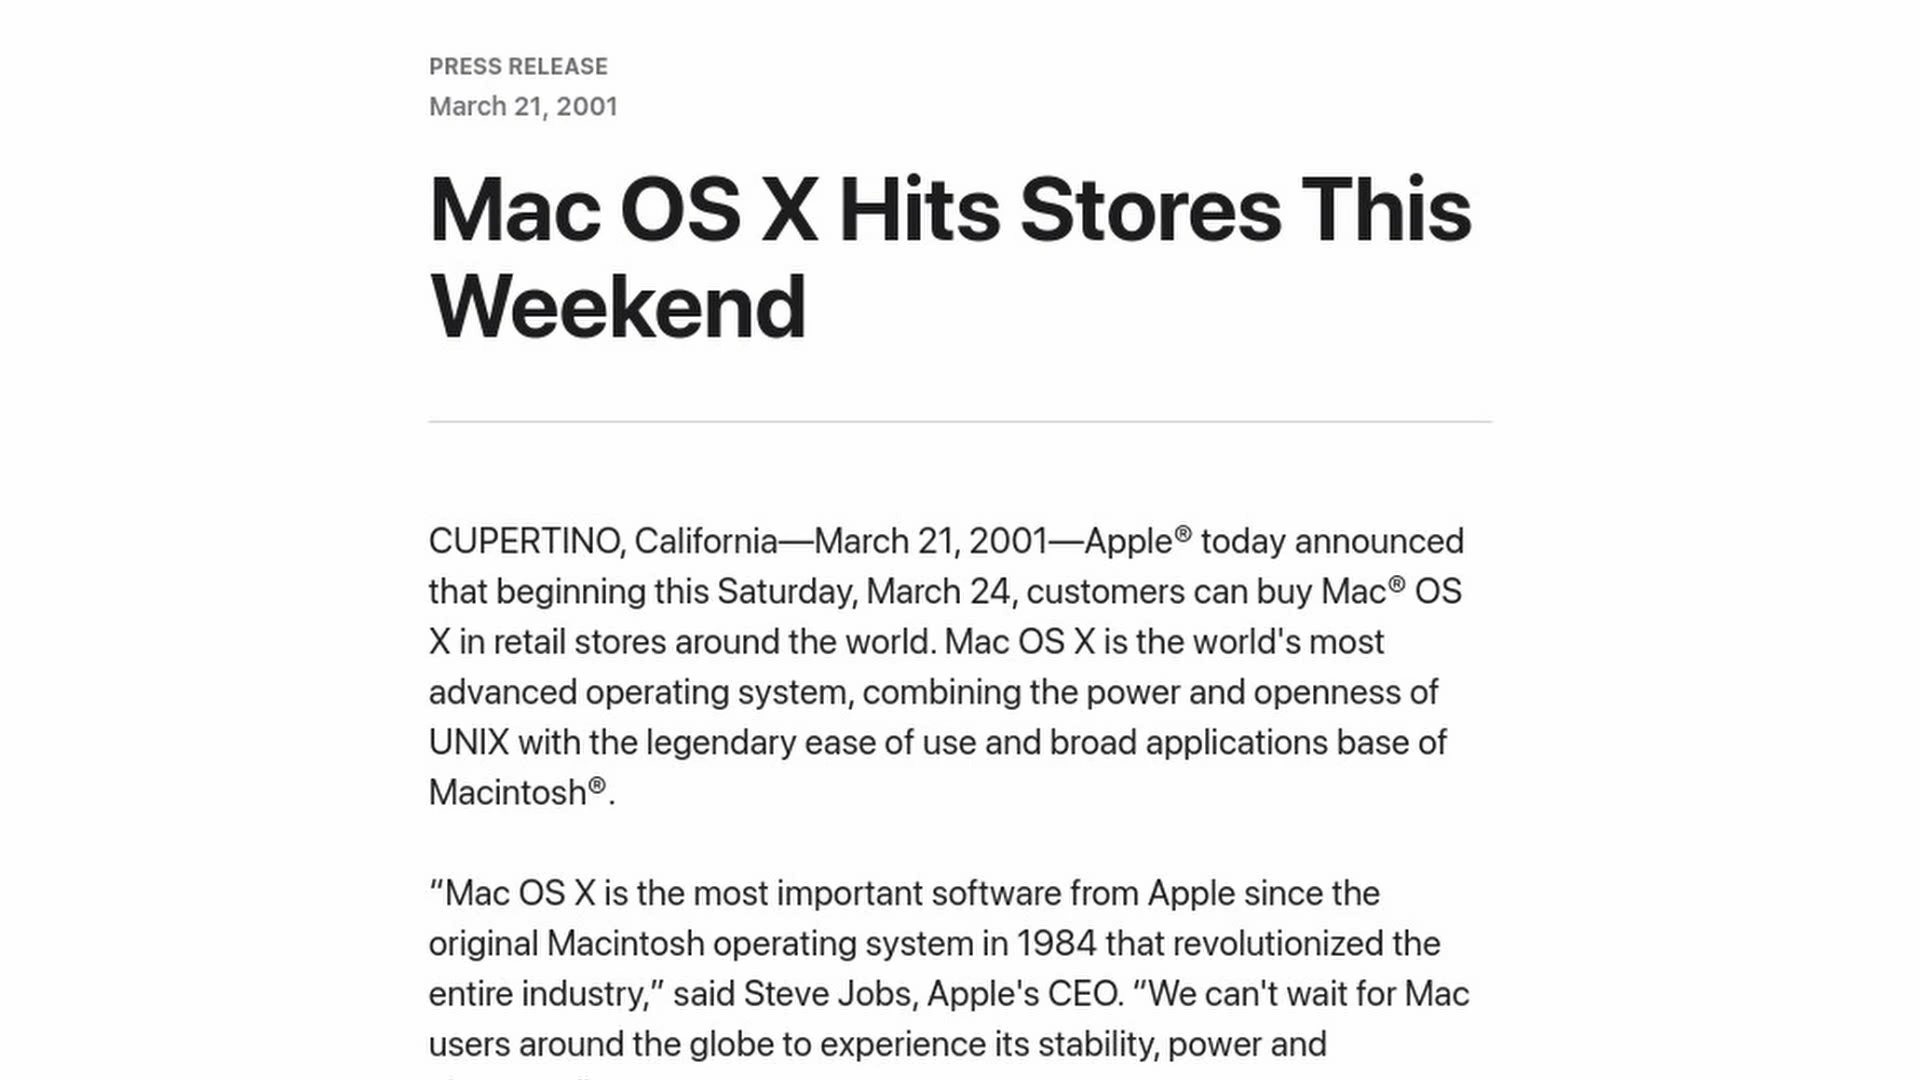 PRESS RELEASE
March 21, 2001
Mac OS X Hits Stores This
Weekend
CUPERTINO, California—March 21, 2001—Apple® today announced
that beginning this Saturday, March 24, customers can buy Mac® OS
X in retail stores around the world. Mac OS X is the world's most
advanced operating system, combining the power and openness of
UNIX with the legendary ease of use and broad applications base of
Macintosh®.
“Mac OS X is the most important software from Apple since the
original Macintosh operating system in 1984 that revolutionized the
entire industry,” said Steve Jobs, Apple's CEO. “We can't wait for Mac
users around the globe to experience its stability, power and